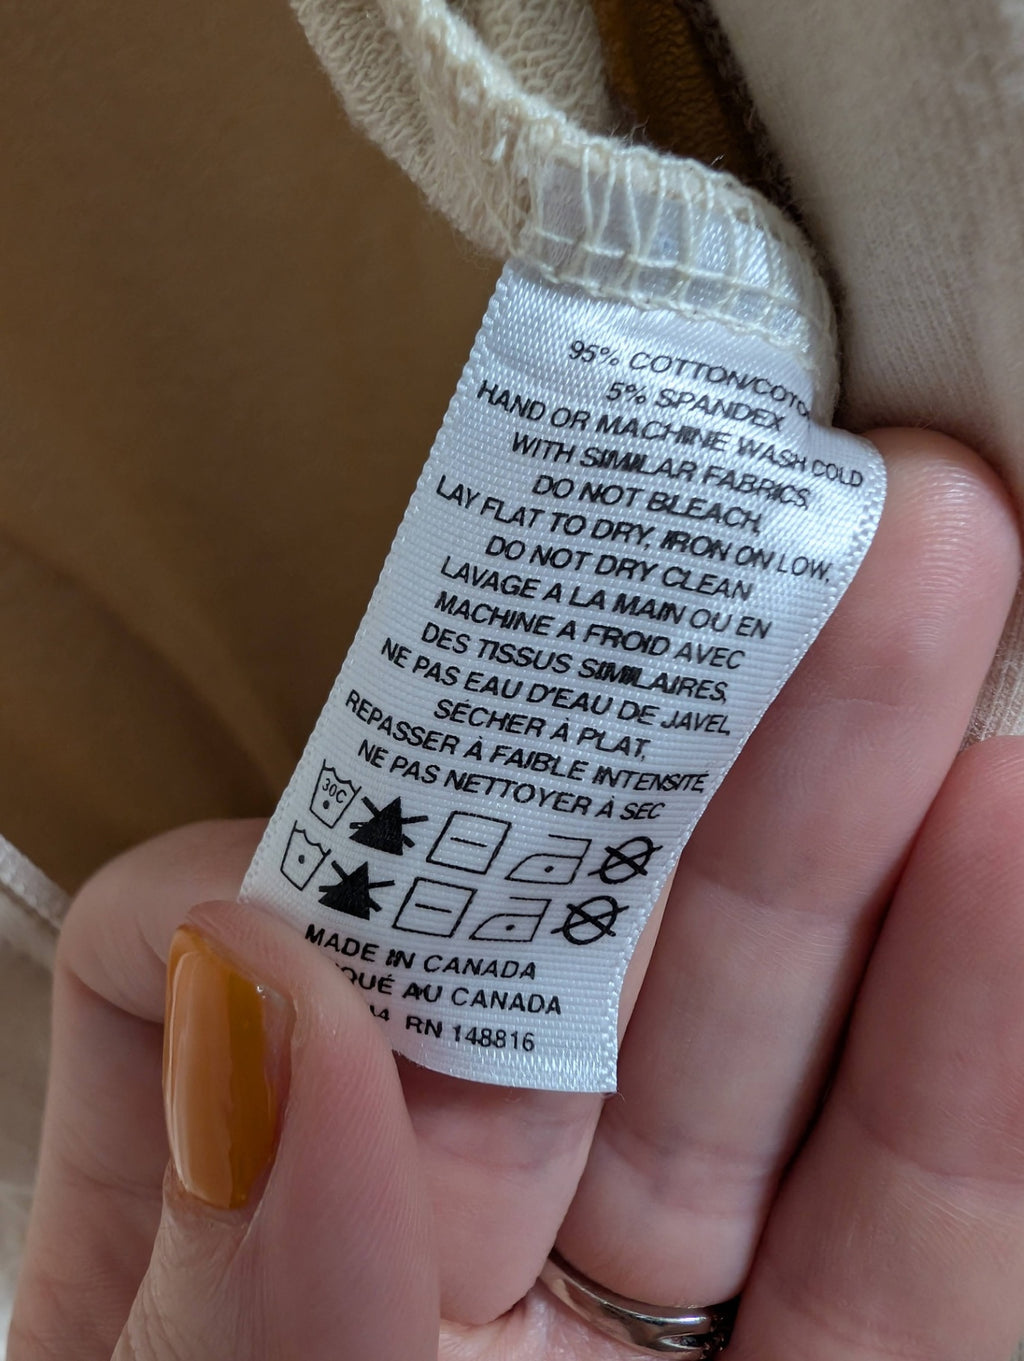 95% COTTON/COTON
5% SPANDEX
HAND OR MACHINE WASH COLD
WITH SIMILAR FABRICS,
DO NOT BLEACH,
LAY FLAT TO DRY, IRON ON LOW,
DO NOT DRY CLEAN
LAVAGE A LA MAIN OU EN
MACHINE A FROID AVEC
DES TISSUS SIMILAIRES,
NE PAS EAU D'EAU DE JAVEL,
SÉCHER À PLAT,
REPASSER À FAIBLE INTENSITÉ,
NE PAS NETTOYER À SEC
30C
MADE IN CANADA
QUÉ AU CANADA
14 RN 148816